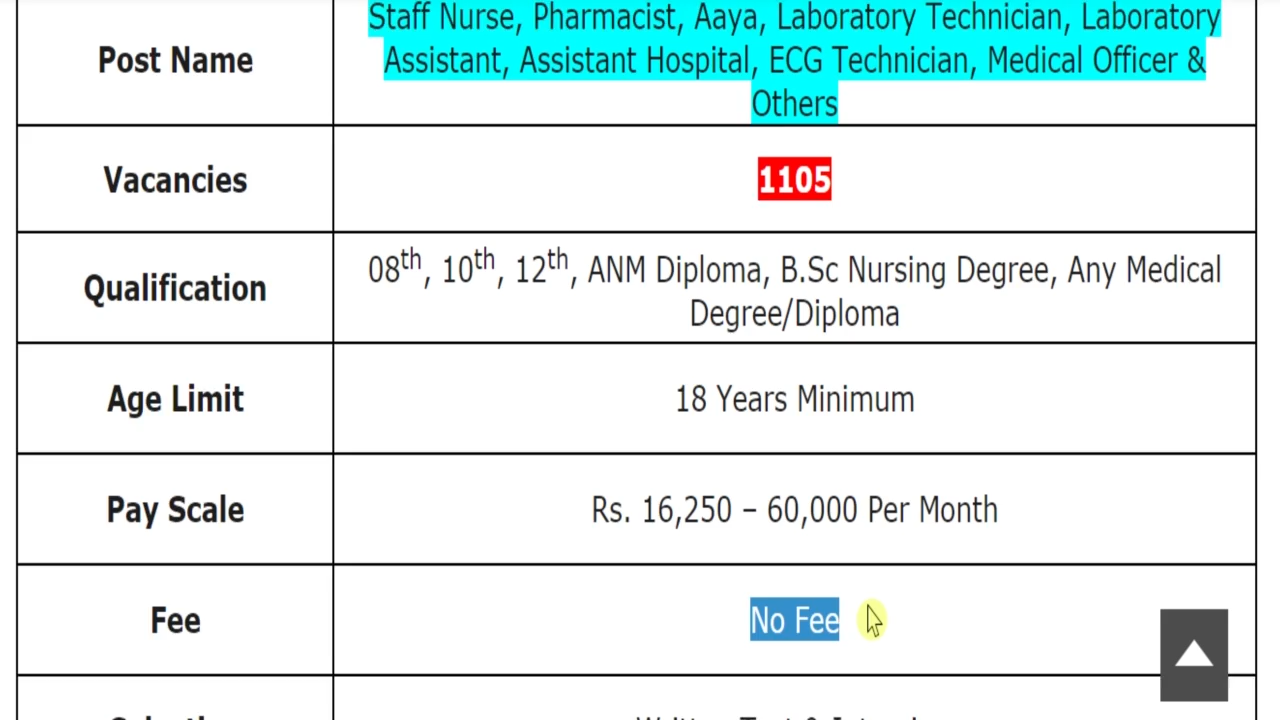 Staff Nurse, Pharmacist, Aaya, Laboratory Technician, Laboratory
Post Name
Assistant, Assistant Hospital, ECG Technician, Medical Officer &
Others
Vacancies
1105
Qualification
08th, 10th, 12th, ANM Diploma, B.Sc Nursing Degree, Any Medical
Degree/Diploma
Age Limit
18 Years Minimum
Pay Scale
Rs. 16,250 – 60,000 Per Month
Fee
No Fee